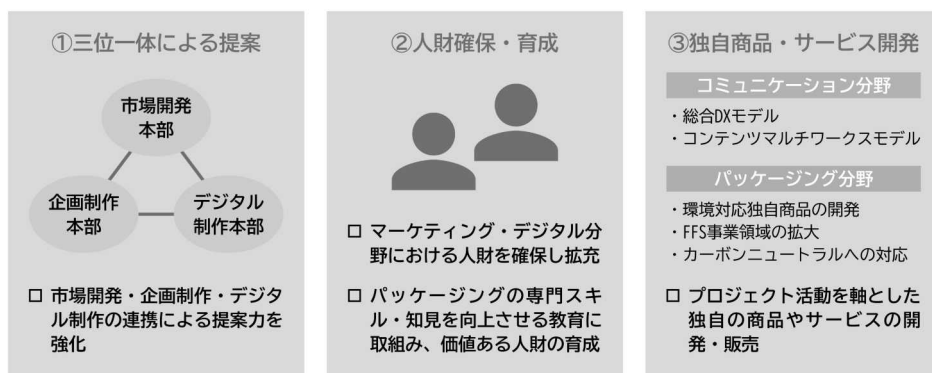 ①三位一体による提案
市場開発
本部
企画制作
本部
デジタル
制作本部
□ 市場開発・企画制作・デジタ
ル制作の連携による提案力を
強化
②人財確保・育成
□ マーケティング・デジタル分
野における人財を確保し拡充
□ パッケージングの専門スキ
ル・知見を向上させる教育に
取組み、価値ある人財の育成
③独自商品・サービス開発
コミュニケーション分野
・総合DXモデル
・コンテンツマルチワークスモデル
パッケージング分野
・環境対応独自商品の開発
・FFS事業領域の拡大
・カーボンニュートラルへの対応
□ プロジェクト活動を軸とした
独自の商品やサービスの開
発・販売